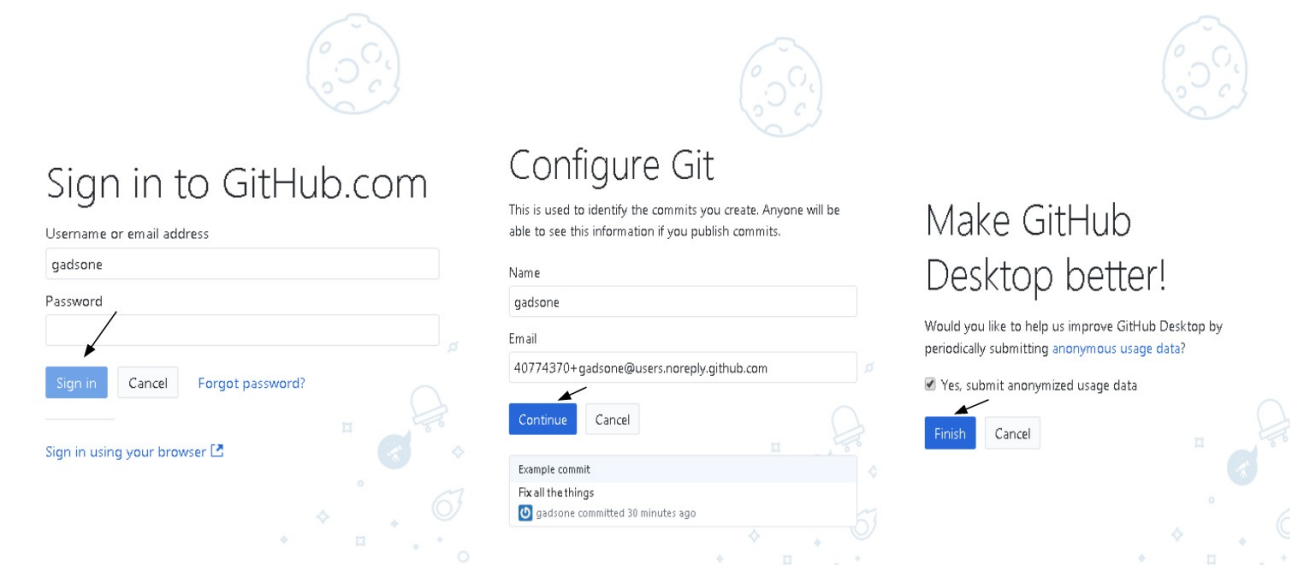 Sign in to GitHub.com
Username or email address
gadsone
Password
Sign in
Cancel
Forgot password?
Sign in using your browser
Configure Git
This is used to identify the commits you create. Anyone will be
able to see this information if you publish commits.
Name
gadsone
Email
40774370+gadsone@users.noreply.github.com
Continue
Cancel
Example commit
Fix all the things
gadsone committed 30 minutes ago
Make GitHub
Desktop better!
Would you like to help us improve GitHub Desktop by
periodically submitting anonymous usage data?
Yes, submit anonymized usage data
Finish
Cancel